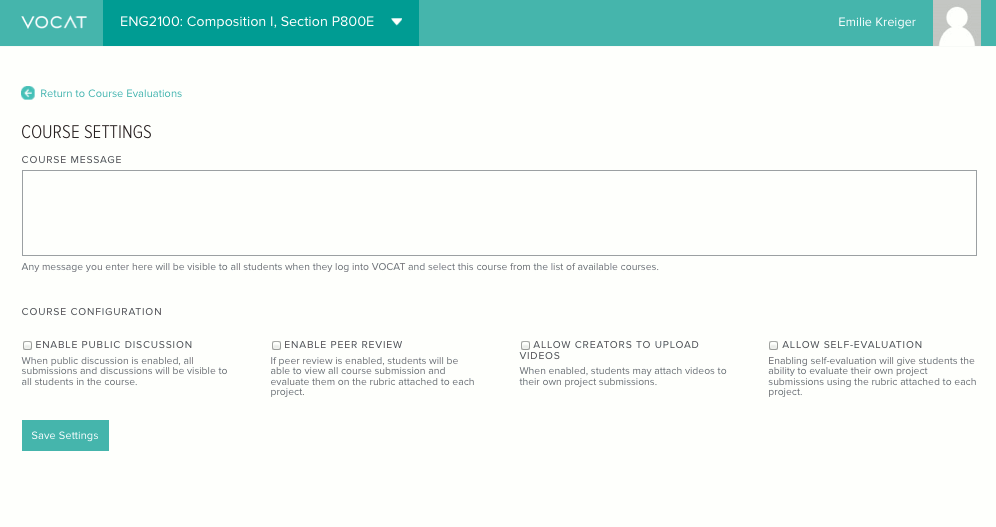 VOCAT
ENG2100: Composition I, Section P800E
Emilie Kreiger
Return to Course Evaluations
COURSE SETTINGS
COURSE MESSAGE
Any message you enter here will be visible to all students when they log into VOCAT and select this course from the list of available courses.
COURSE CONFIGURATION
ENABLE PUBLIC DISCUSSION
When public discussion is enabled, all
submissions and discussions will be visible to
all students in the course.
ENABLE PEER REVIEW
If peer review is enabled, students will be
able to view all course submission and
evaluate them on the rubric attached to each
project.
ALLOW CREATORS TO UPLOAD
VIDEOS
When enabled, students may attach videos to
their own project submissions.
ALLOW SELF-EVALUATION
Enabling self-evaluation will give students the
ability to evaluate their own project
submissions using the rubric attached to each
project.
Save Settings